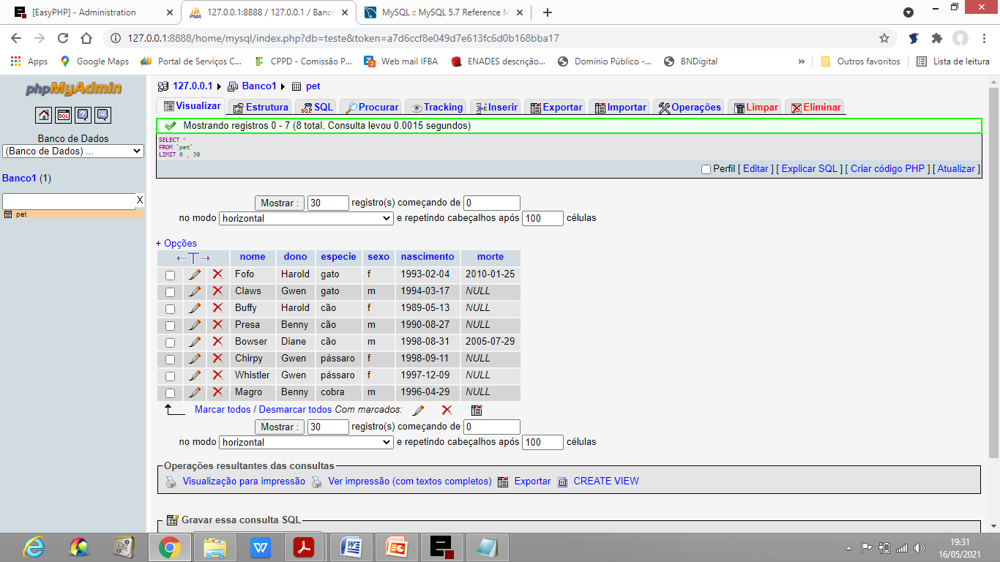 [EasyPHP] - Administration
127.0.0.1:8888 / 127.0.0.1 / Banco
MySQL :: MySQL 5.7 Reference M
127.0.0.1:8888/home/mysql/index.php?db=teste&token=a7d6ccf8e049d7e613fc6d0b168bba17
Apps Google Maps Portal de Serviços C... CPPD - Comissão P... Web mail IFBA ENADES descrição... Domínio Público -... BNDigital » Outros favoritos Lista de leitura
phpMyAdmin
SQL
Banco de Dados
(Banco de Dados) ...
Banco1 (1)
X
pet
127.0.0.1 Banco1 pet
Visualizar Estrutura SQL Procurar Tracking Inserir Exportar Importar Operações Limpar Eliminar
Mostrando registros 0 - 7 (8 total, Consulta levou 0.0015 segundos)
SELECT *
FROM `pet`
LIMIT 0 , 30
Perfil [ Editar ] [ Explicar SQL ] [ Criar código PHP ] [ Atualizar ]
Mostrar : 30 registro(s) começando de 0
no modo horizontal e repetindo cabeçalhos após 100 células
+ Opções
←T→ nome dono especie sexo nascimento morte
Fofo Harold gato f 1993-02-04 2010-01-25
Claws Gwen gato m 1994-03-17 NULL
Buffy Harold cão f 1989-05-13 NULL
Presa Benny cão m 1990-08-27 NULL
Bowser Diane cão m 1998-08-31 2005-07-29
Chirpy Gwen pássaro f 1998-09-11 NULL
Whistler Gwen pássaro f 1997-12-09 NULL
Magro Benny cobra m 1996-04-29 NULL
Marcar todos / Desmarcar todos Com marcados:
Mostrar : 30 registro(s) começando de 0
no modo horizontal e repetindo cabeçalhos após 100 células
Operações resultantes das consultas
Visualização para impressão Ver impressão (com textos completos) Exportar CREATE VIEW
Gravar essa consulta SQL
19:31
16/05/2021